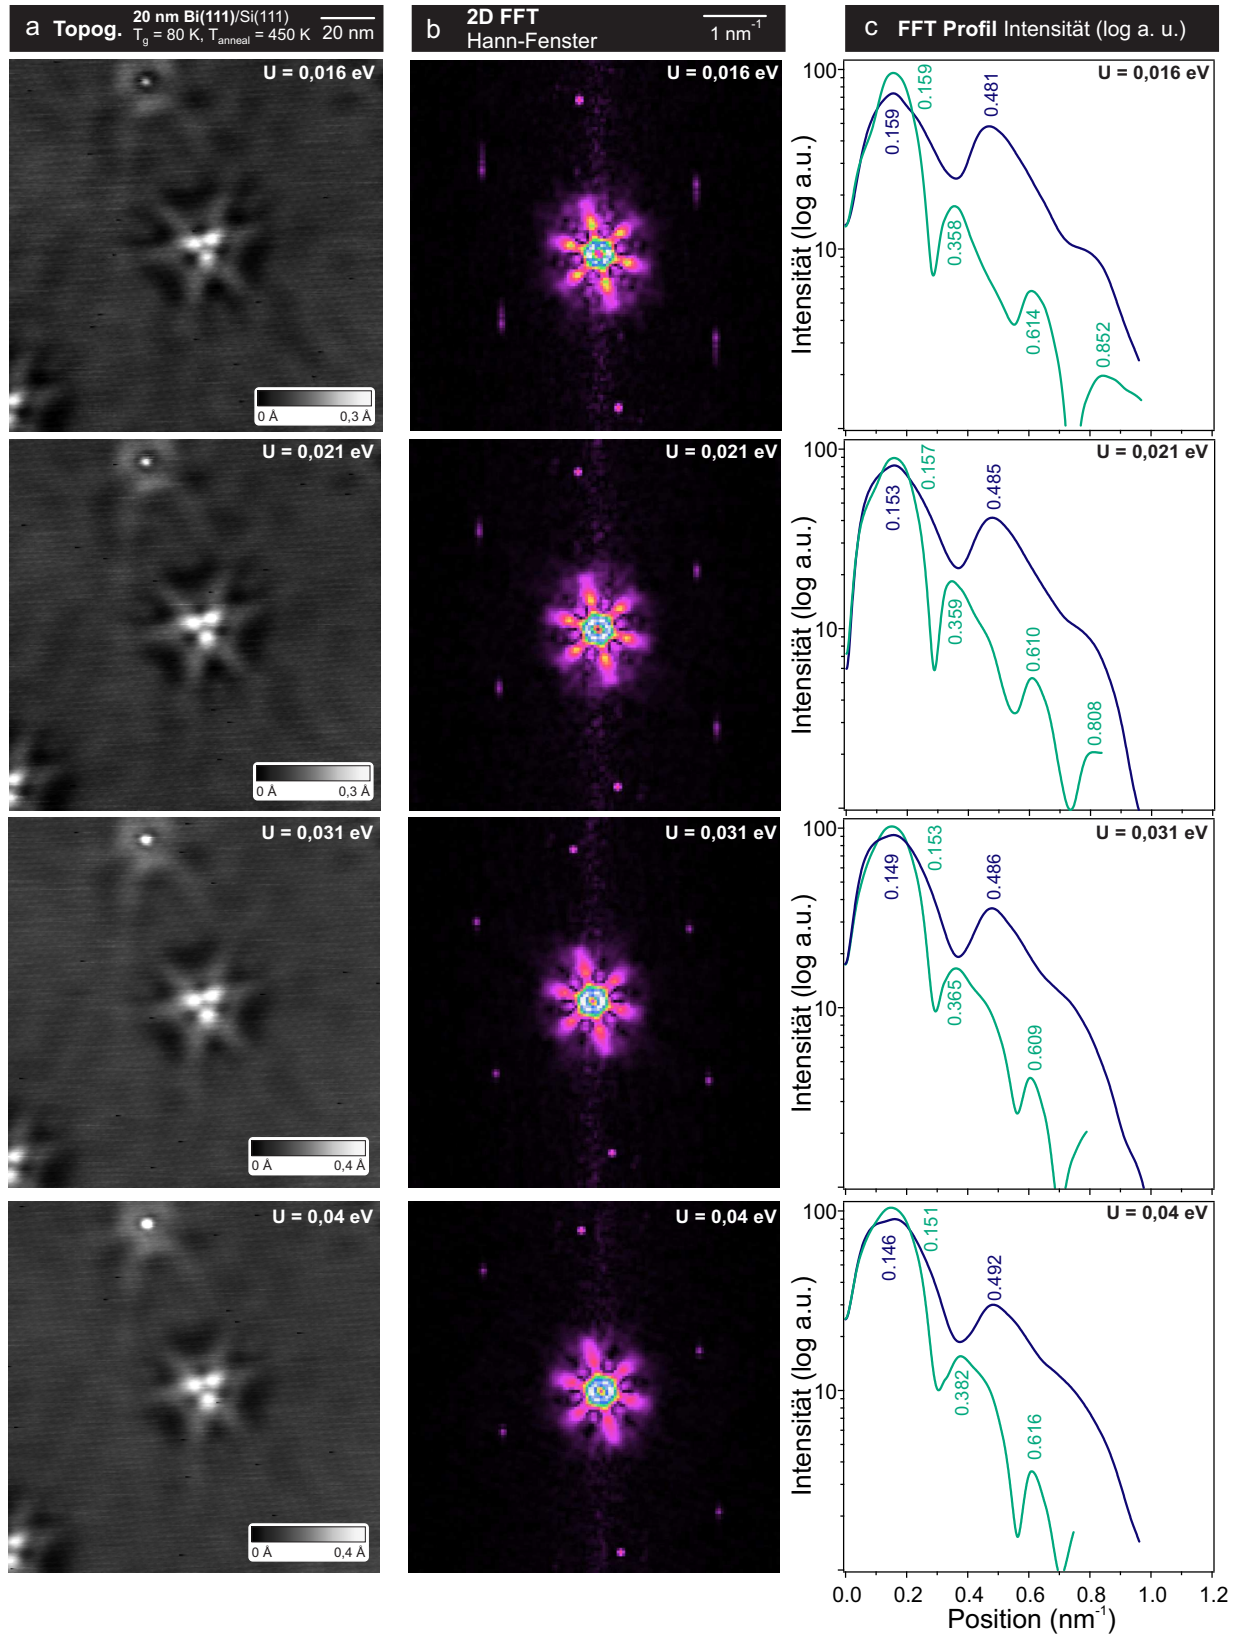 a Topog. 20 nm Bi(111)/Si(111)
Tg = 80 K, Tanneal = 450 K
20 nm
b 2D FFT
Hann-Fenster
1 nm-1
c FFT Profil Intensität (log a. u.)
U = 0,016 eV
0 Å 0,3 Å
U = 0,016 eV
U = 0,016 eV
Intensität (log a.u.)
100
10
0.159
0.159
0.481
0.358
0.614
0.852
U = 0,021 eV
0 Å 0,3 Å
U = 0,021 eV
U = 0,021 eV
Intensität (log a.u.)
100
10
0.157
0.153
0.485
0.359
0.610
0.808
U = 0,031 eV
0 Å 0,4 Å
U = 0,031 eV
U = 0,031 eV
Intensität (log a.u.)
100
10
0.153
0.149
0.486
0.365
0.609
U = 0,04 eV
0 Å 0,4 Å
U = 0,04 eV
U = 0,04 eV
Intensität (log a.u.)
100
10
0.151
0.146
0.492
0.382
0.616
0.0 0.2 0.4 0.6 0.8 1.0 1.2
Position (nm-1)